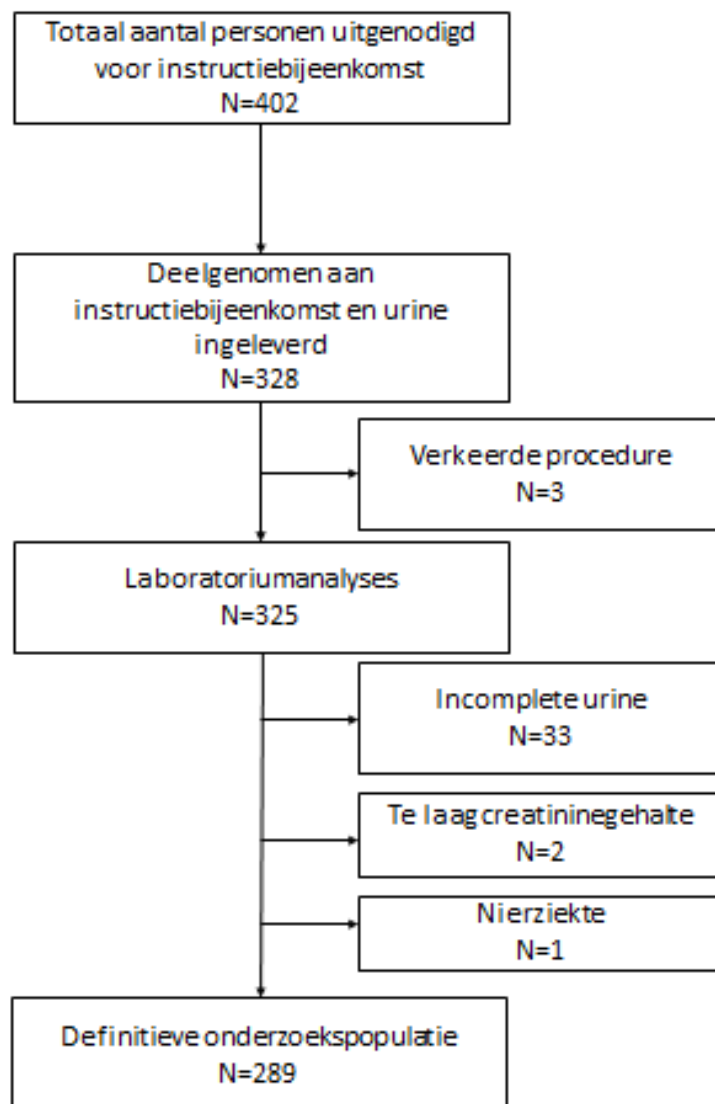 Totaal aantal personen uitgenodigd
voor instructiebijeenkomst
N=402
Deelgenomen aan
instructiebijeenkomst en urine
ingeleverd
N=328
Verkeerde procedure
N=3
Laboratoriumanalyses
N=325
Incomplete urine
N=33
Te laag creatininegehalte
N=2
Nierziekte
N=1
Definitieve onderzoekspopulatie
N=289